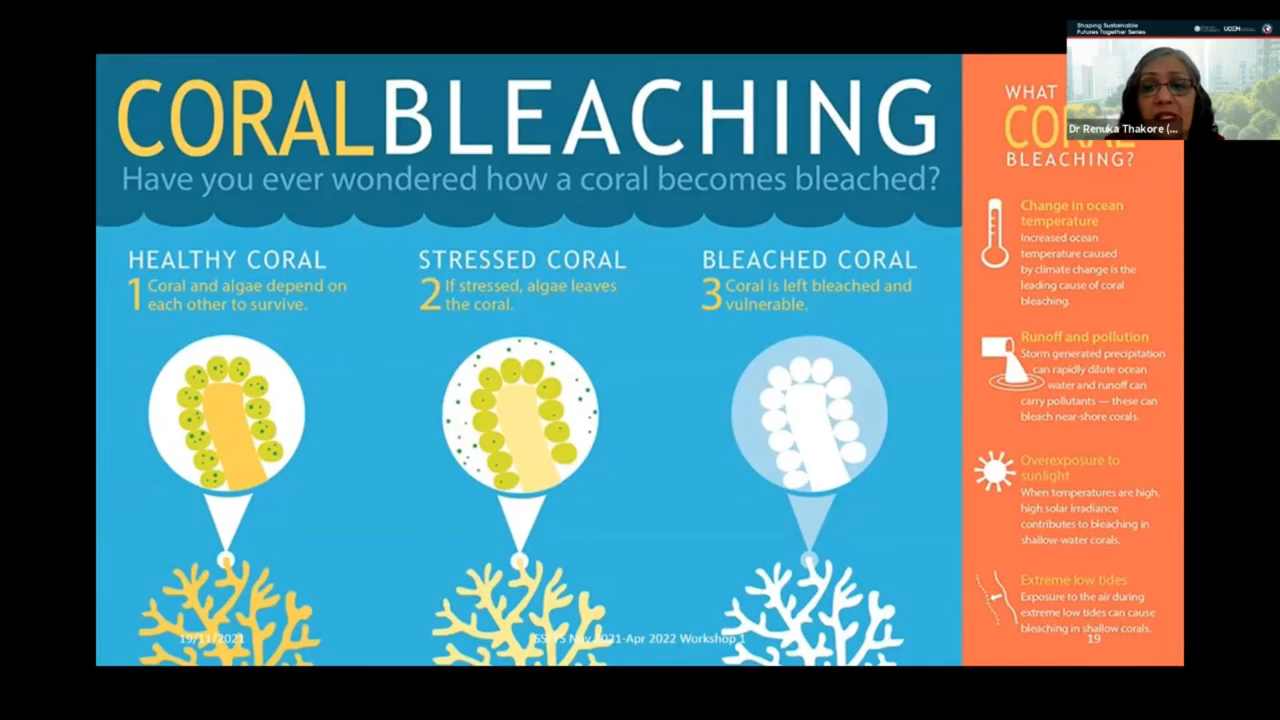 CORALBLEACHING
Have you ever wondered how a coral becomes bleached?
HEALTHY CORAL
1 Coral and algae depend on
each other to survive.
STRESSED CORAL
2 If stressed, algae leaves
the coral.
BLEACHED CORAL
3 Coral is left bleached and
vulnerable.
WHAT
BLEACHING?
Change in ocean
temperature
Increased ocean
temperature caused
by climate change is the
leading cause of coral
bleaching.
Runoff and pollution
Storm generated precipitation
can rapidly dilute ocean
water and runoff can
carry pollutants — these can
bleach near-shore corals.
Overexposure to
sunlight
When temperatures are high,
high solar irradiance
contributes to bleaching in
shallow-water corals.
Extreme low tides
Exposure to the air during
extreme low tides can cause
bleaching in shallow corals.
19/11/2021
Nov 2021-Apr 2022 Workshop 1
19
Shaping Sustainable
Futures Together Series
UCEM
Dr Renuka Thakore (...